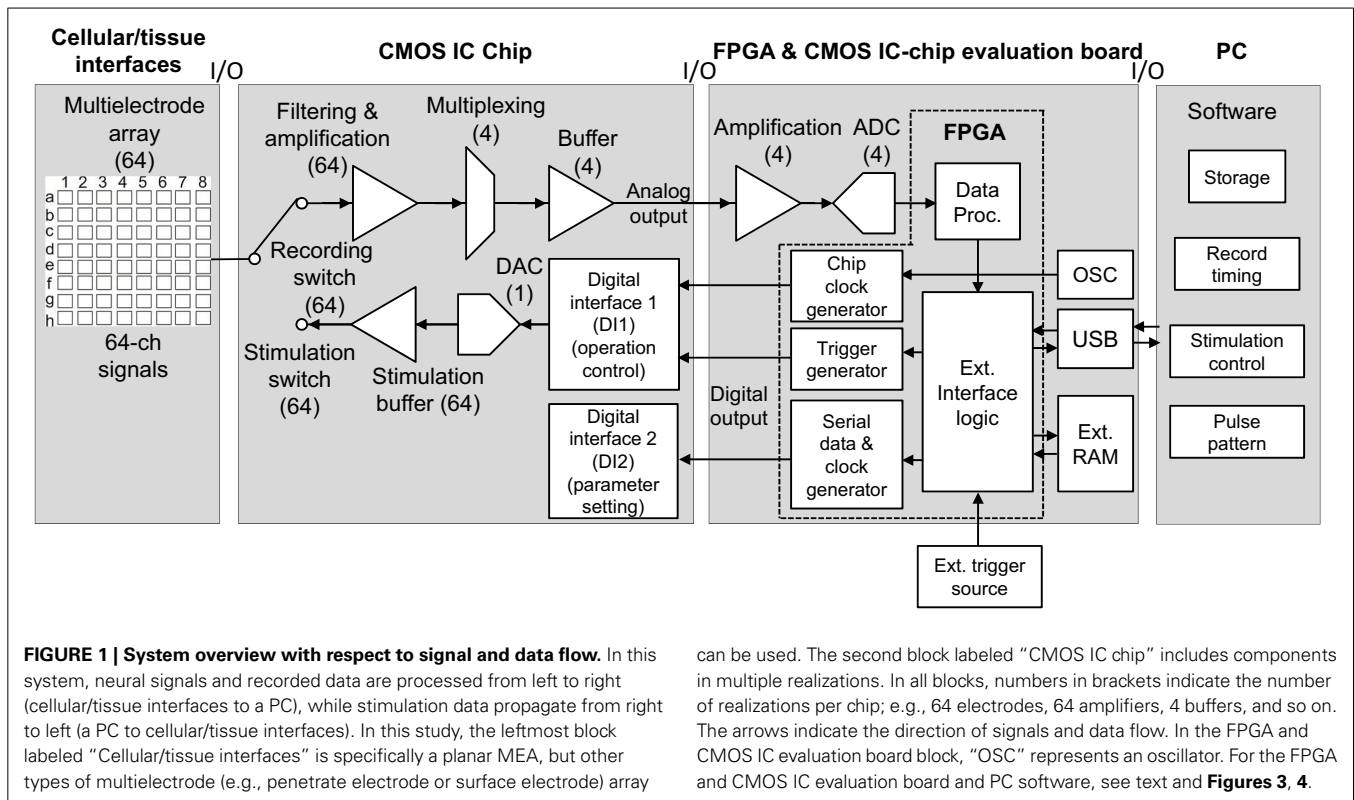 Cellular/tissue
interfaces
CMOS IC Chip
FPGA & CMOS IC-chip evaluation board
PC
I/O
I/O
I/O
Multielectrode
array
(64)
1 2 3 4 5 6 7 8
a
b
c
d
e
f
g
h
64-ch
signals
Filtering &
amplification
(64)
Multiplexing
(4)
Buffer
(4)
Analog
output
Recording
switch
(64)
Stimulation
switch
(64)
Stimulation
buffer (64)
DAC
(1)
Digital
interface 1
(DI1)
(operation
control)
Digital
interface 2
(DI2)
(parameter
setting)
Amplification
(4)
ADC
(4)
FPGA
Data
Proc.
Chip
clock
generator
Trigger
generator
Digital
output
Serial
data &
clock
generator
Ext.
Interface
logic
OSC
USB
Ext.
RAM
Ext. trigger
source
Software
Storage
Record
timing
Stimulation
control
Pulse
pattern
FIGURE 1 | System overview with respect to signal and data flow. In this
system, neural signals and recorded data are processed from left to right
(cellular/tissue interfaces to a PC), while stimulation data propagate from right
to left (a PC to cellular/tissue interfaces). In this study, the leftmost block
labeled “Cellular/tissue interfaces” is specifically a planar MEA, but other
types of multielectrode (e.g., penetrate electrode or surface electrode) array
can be used. The second block labeled “CMOS IC chip” includes components
in multiple realizations. In all blocks, numbers in brackets indicate the number
of realizations per chip; e.g., 64 electrodes, 64 amplifiers, 4 buffers, and so on.
The arrows indicate the direction of signals and data flow. In the FPGA and
CMOS IC evaluation board block, “OSC” represents an oscillator. For the FPGA
and CMOS IC evaluation board and PC software, see text and Figures 3, 4.